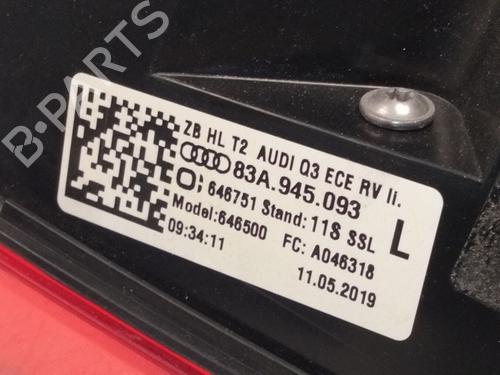 B-PARTS
ZB HL T2 AUDI Q3 ECE RV li.
83A.945.093
646751 Stand: 11S SSL
L
Model:646500 FC: A046318
09:34:11
11.05.2019